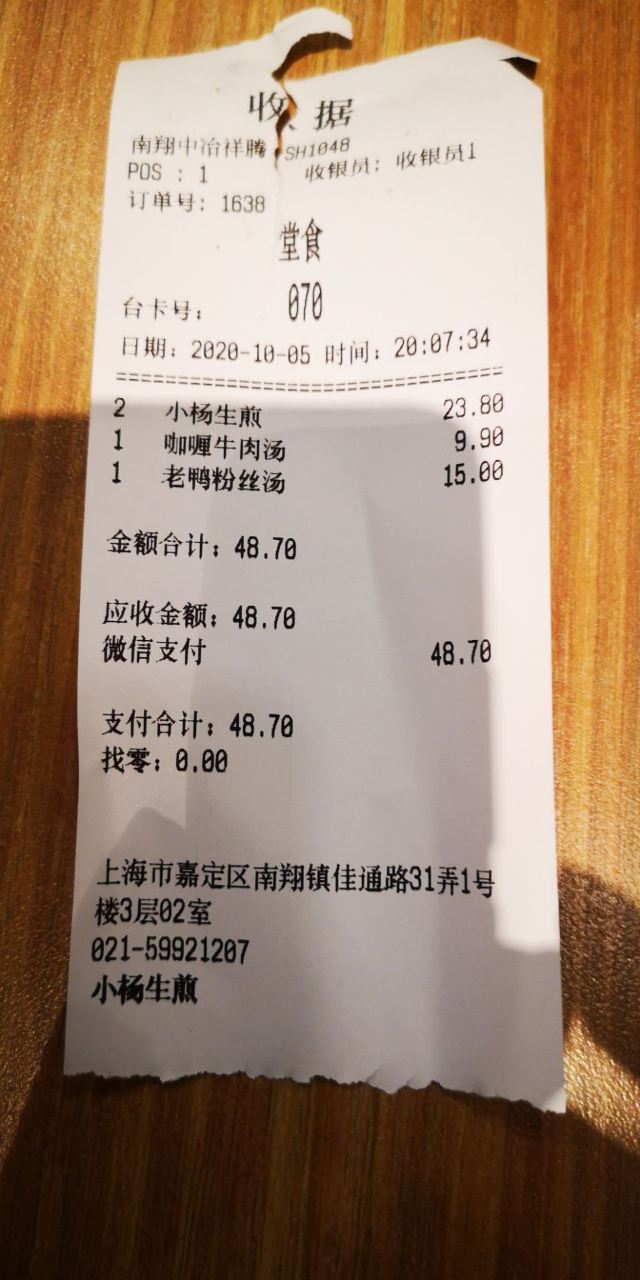 收据
南翔中冶祥腾 SH1048
POS : 1 收银员: 收银员1
订单号: 1638
堂食
台卡号: 070
日期: 2020-10-05 时间: 20:07:34
================================================
2 小杨生煎 23.80
1 咖喱牛肉汤 9.90
1 老鸭粉丝汤 15.00
金额合计: 48.70
应收金额: 48.70
微信支付 48.70
支付合计: 48.70
找零: 0.00
上海市嘉定区南翔镇佳通路31弄1号
楼3层02室
021-59921207
小杨生煎